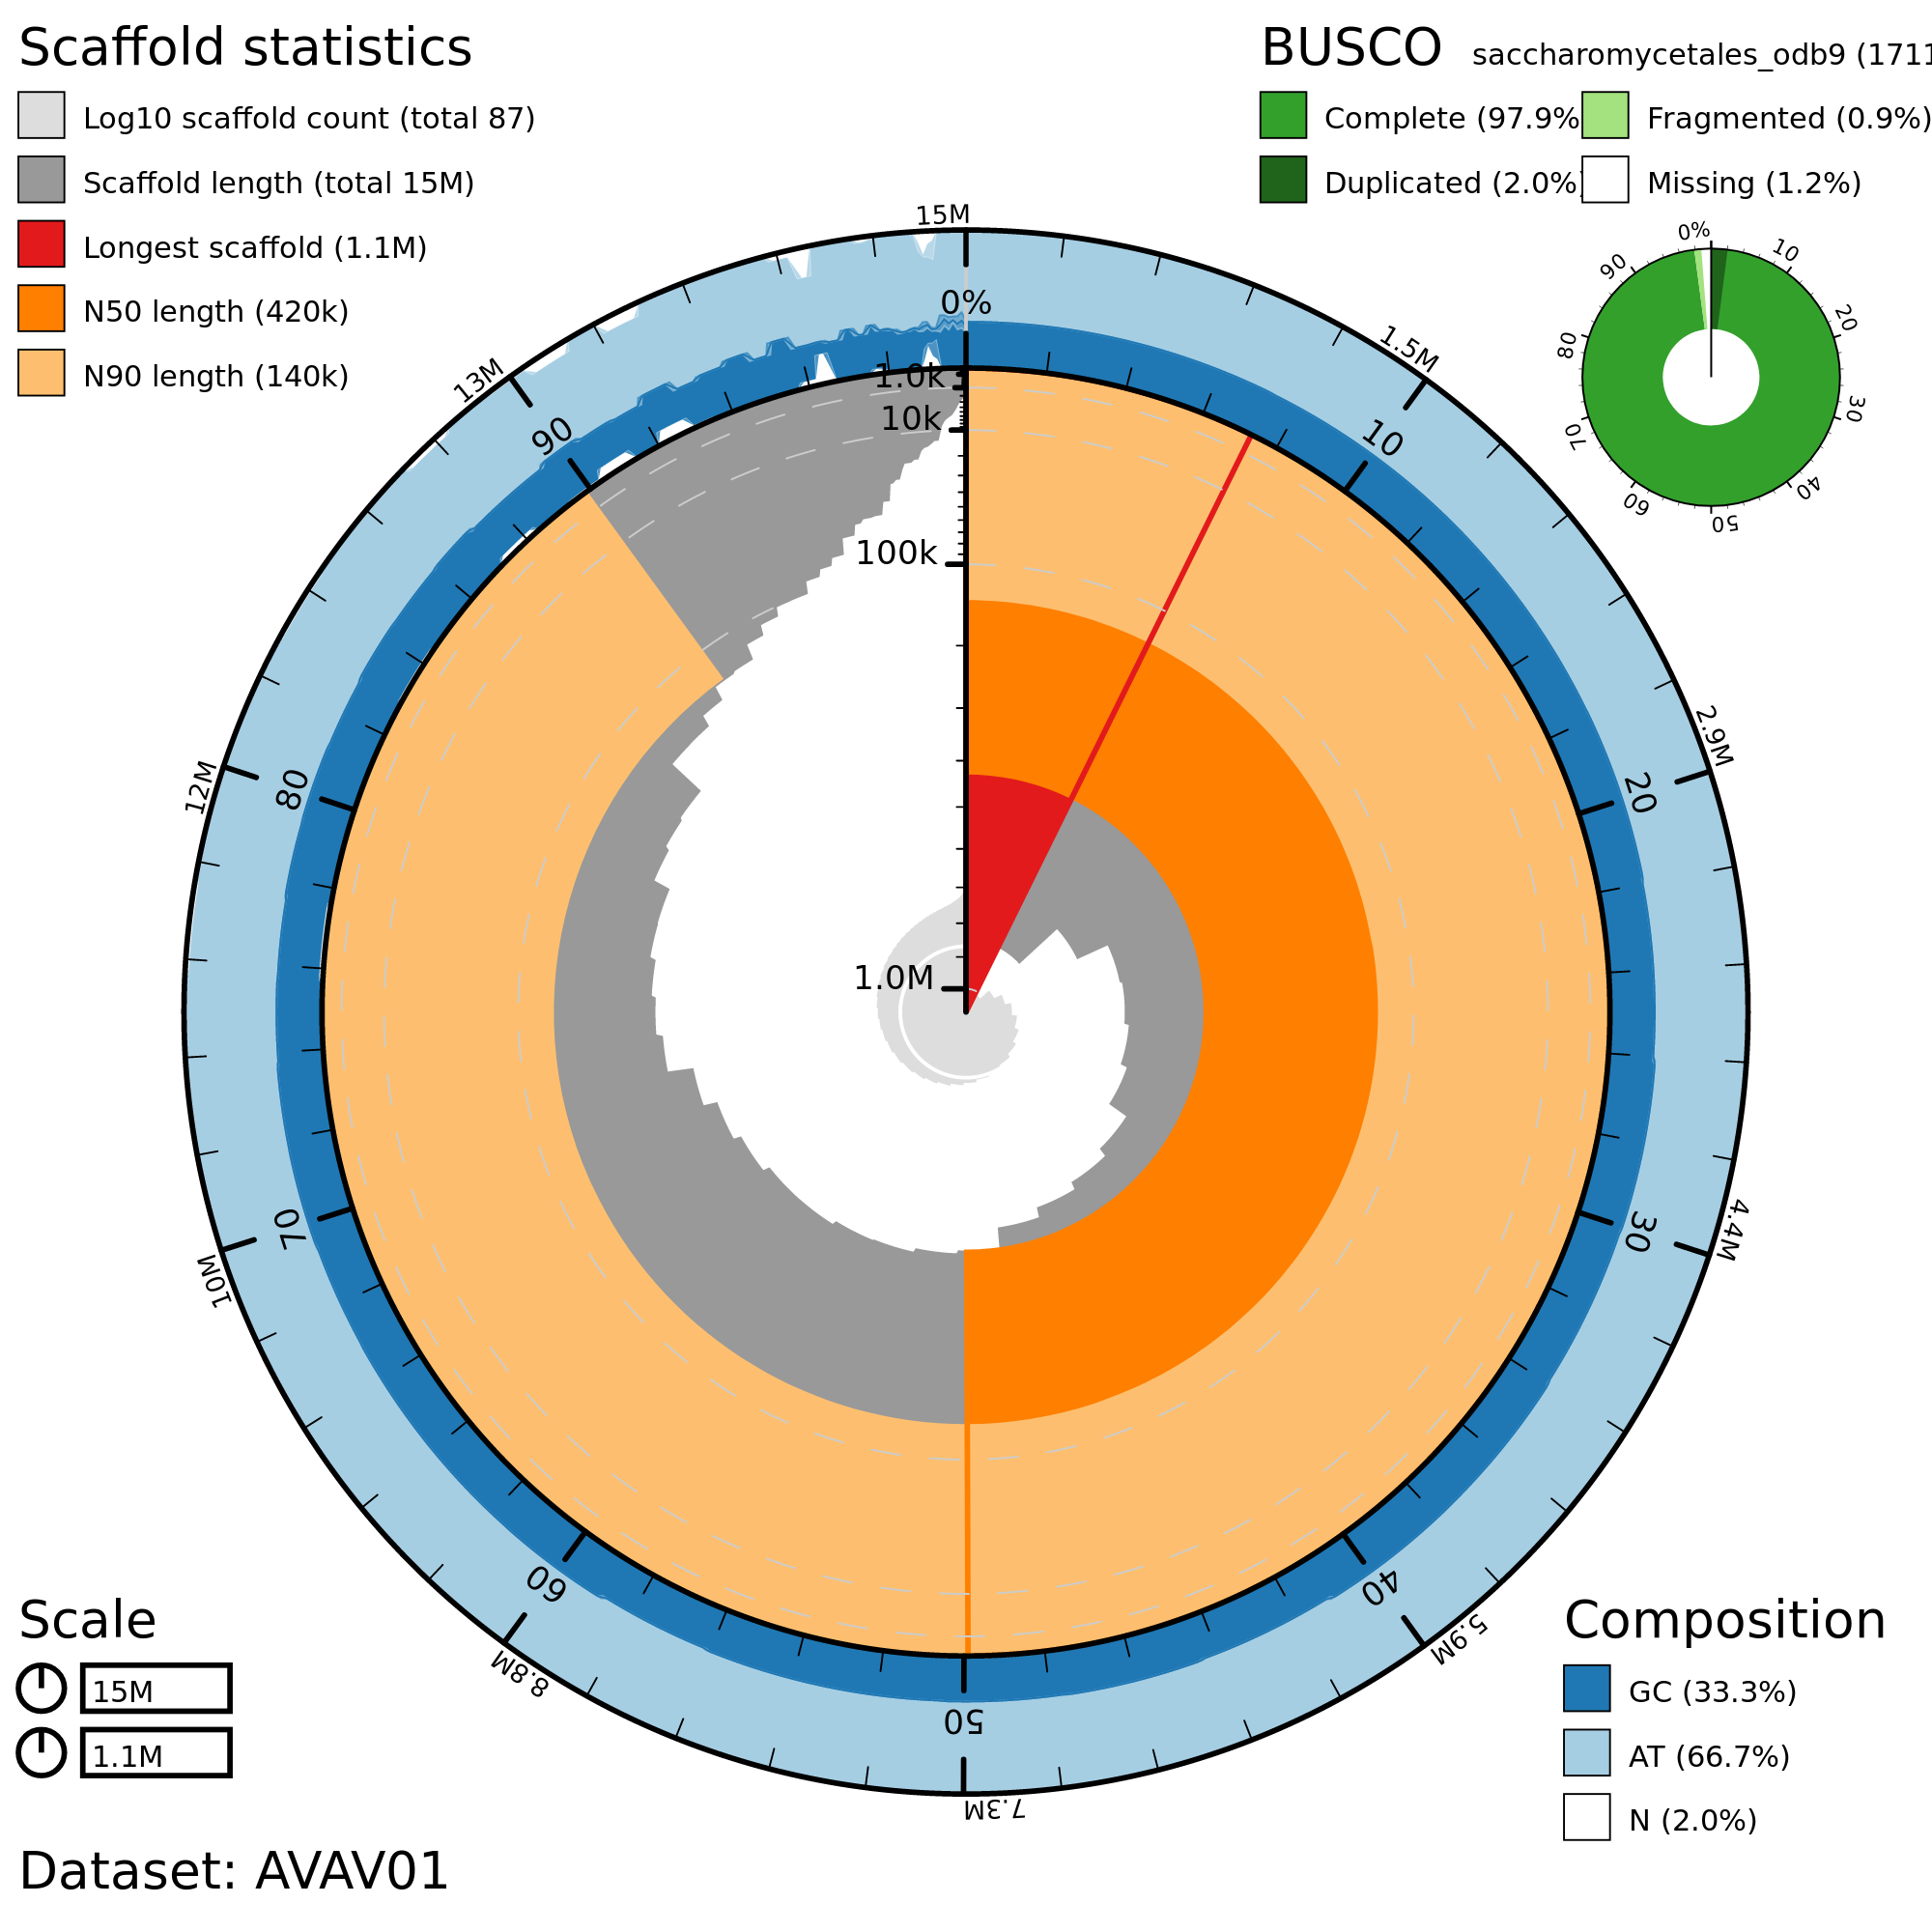 Scaffold statistics
Log10 scaffold count (total 87)
Scaffold length (total 15M)
Longest scaffold (1.1M)
N50 length (420k)
N90 length (140k)
BUSCO saccharomycetales_odb9 (1711
Complete (97.9%
Fragmented (0.9%)
Duplicated (2.0%)
Missing (1.2%)
0%
10
20
30
40
50
60
70
80
90
15M
1.5M
2.9M
4.4M
5.9M
7.3M
8.8M
10M
12M
13M
0%
10
20
30
40
50
60
70
80
90
1.0k
10k
100k
1.0M
Scale
15M
1.1M
Composition
GC (33.3%)
AT (66.7%)
N (2.0%)
Dataset: AVAV01